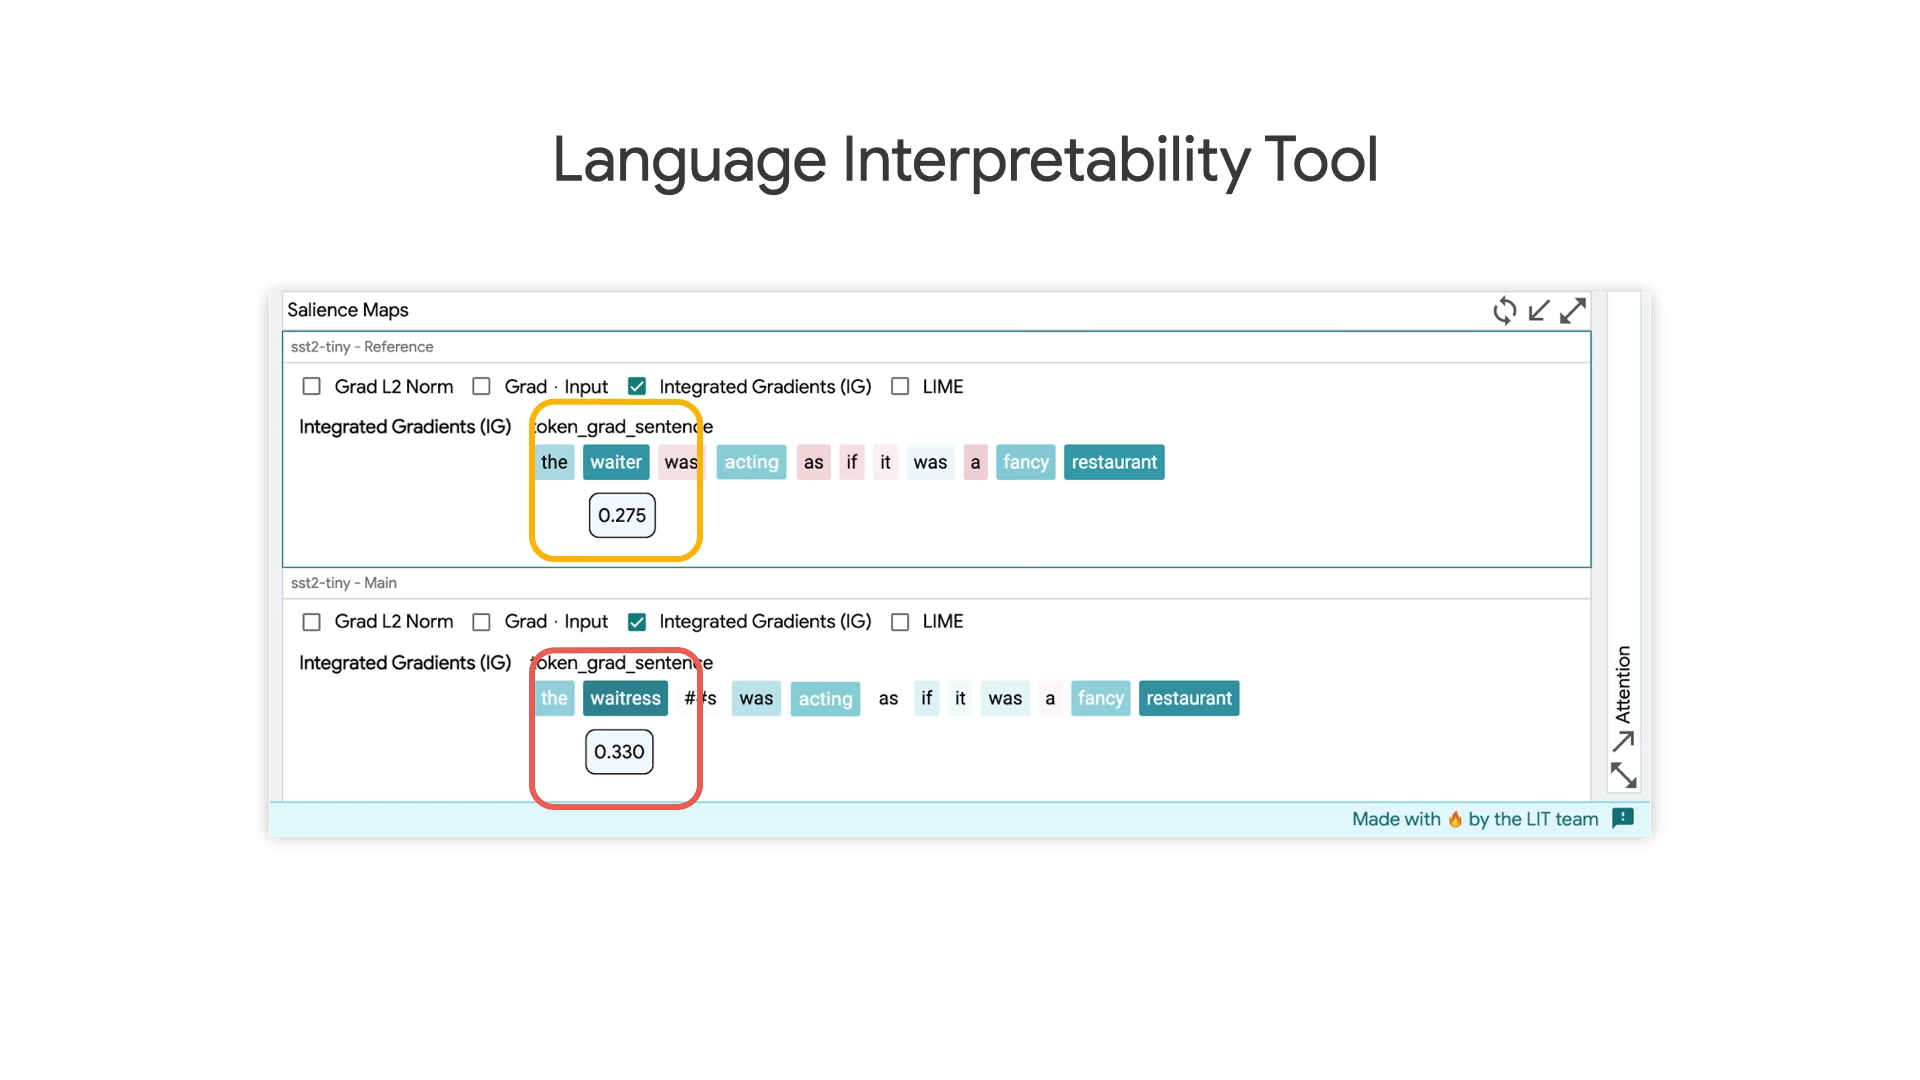 Language Interpretability Tool
Salience Maps
sst2-tiny - Reference
Grad L2 Norm Grad · Input Integrated Gradients (IG) LIME
Integrated Gradients (IG) token_grad_sentence
the waiter was acting as if it was a fancy restaurant
0.275
sst2-tiny - Main
Grad L2 Norm Grad · Input Integrated Gradients (IG) LIME
Integrated Gradients (IG) token_grad_sentence
the waitress ##s was acting as if it was a fancy restaurant
0.330
Attention
Made with 🔥 by the LIT team